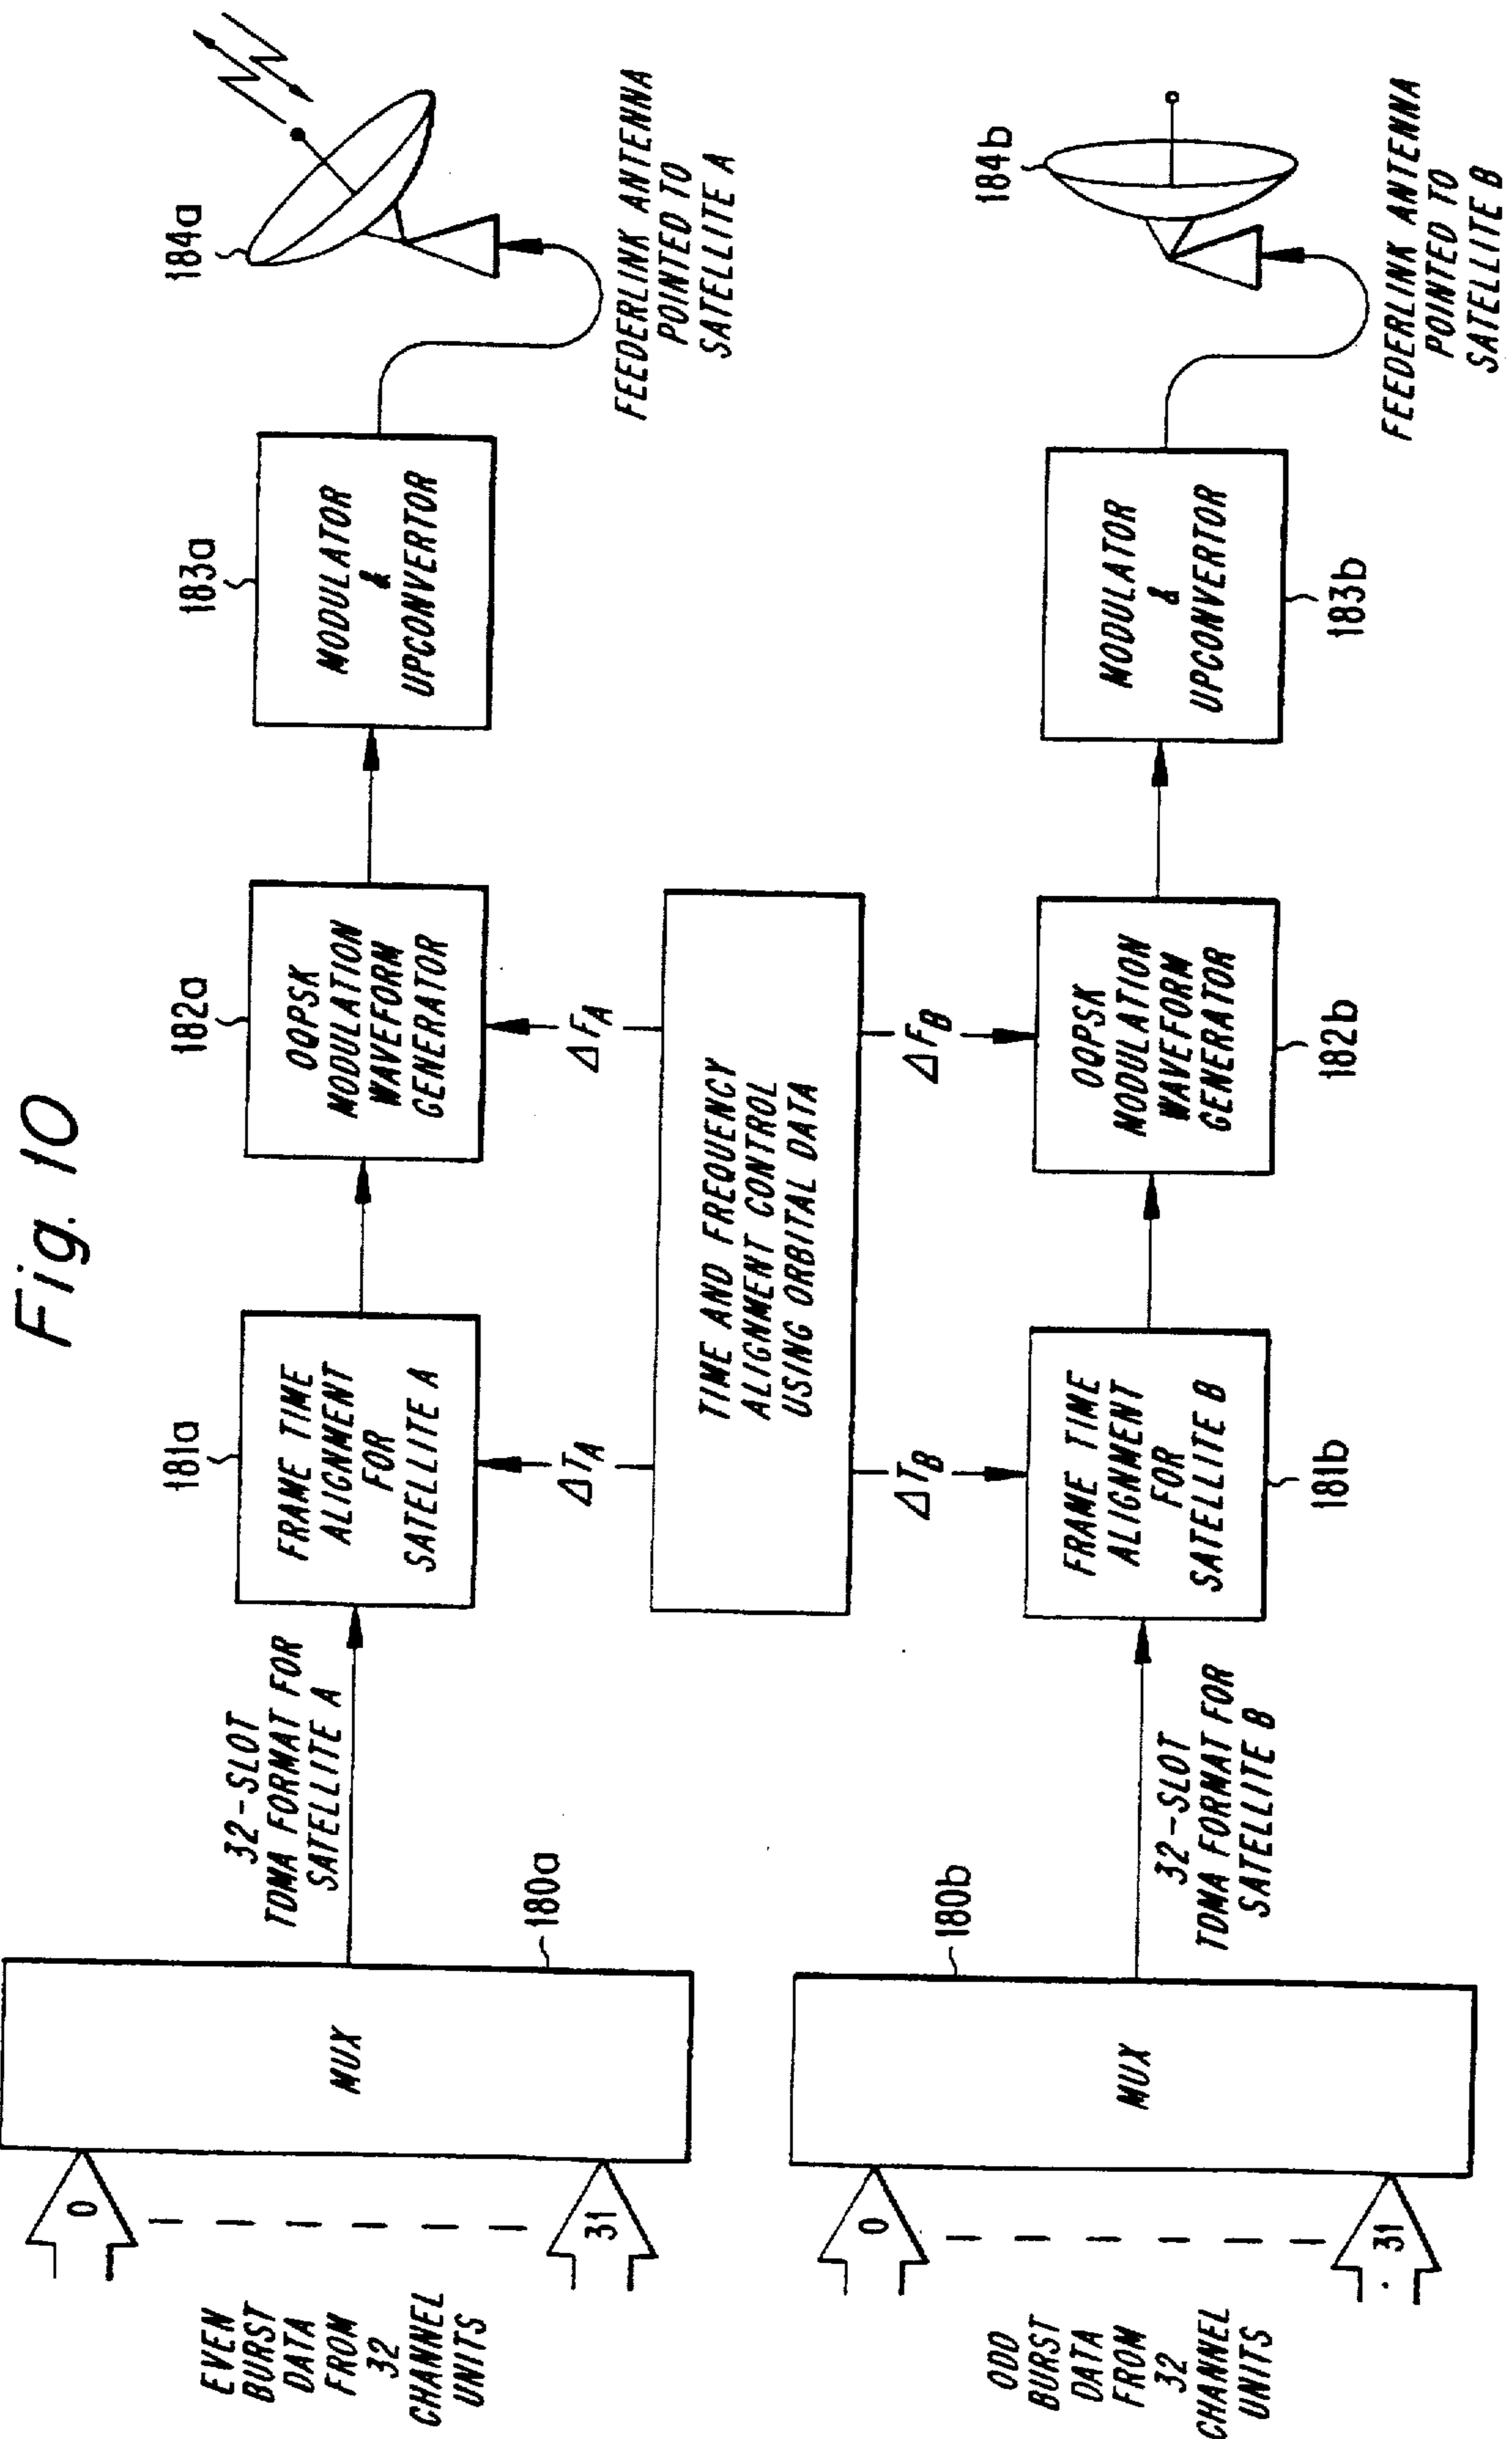 Fig. 10
EVEN
BURST
DATA
FROM
32
CHANNEL
UNITS
0
31
MUX
180a
32-SLOT
TDMA FORMAT FOR
SATELLITE A
181a
FRAME TIME
ALIGNMENT
FOR
SATELLITE A
182a
OQPSK
MODULATION
WAVEFORM
GENERATOR
183a
MODULATOR
&
UPCONVERTOR
184a
FEEDERLINK ANTENNA
POINTED TO
SATELLITE A
ΔTA
ΔFA
TIME AND FREQUENCY
ALIGNMENT CONTROL
USING ORBITAL DATA
ΔTB
ΔFB
ODD
BURST
DATA
FROM
32
CHANNEL
UNITS
0
31
MUX
180b
32-SLOT
TDMA FORMAT FOR
SATELLITE B
FRAME TIME
ALIGNMENT
FOR
SATELLITE B
181b
OQPSK
MODULATION
WAVEFORM
GENERATOR
182b
MODULATOR
&
UPCONVERTOR
183b
184b
FEEDERLINK ANTENNA
POINTED TO
SATELLITE B